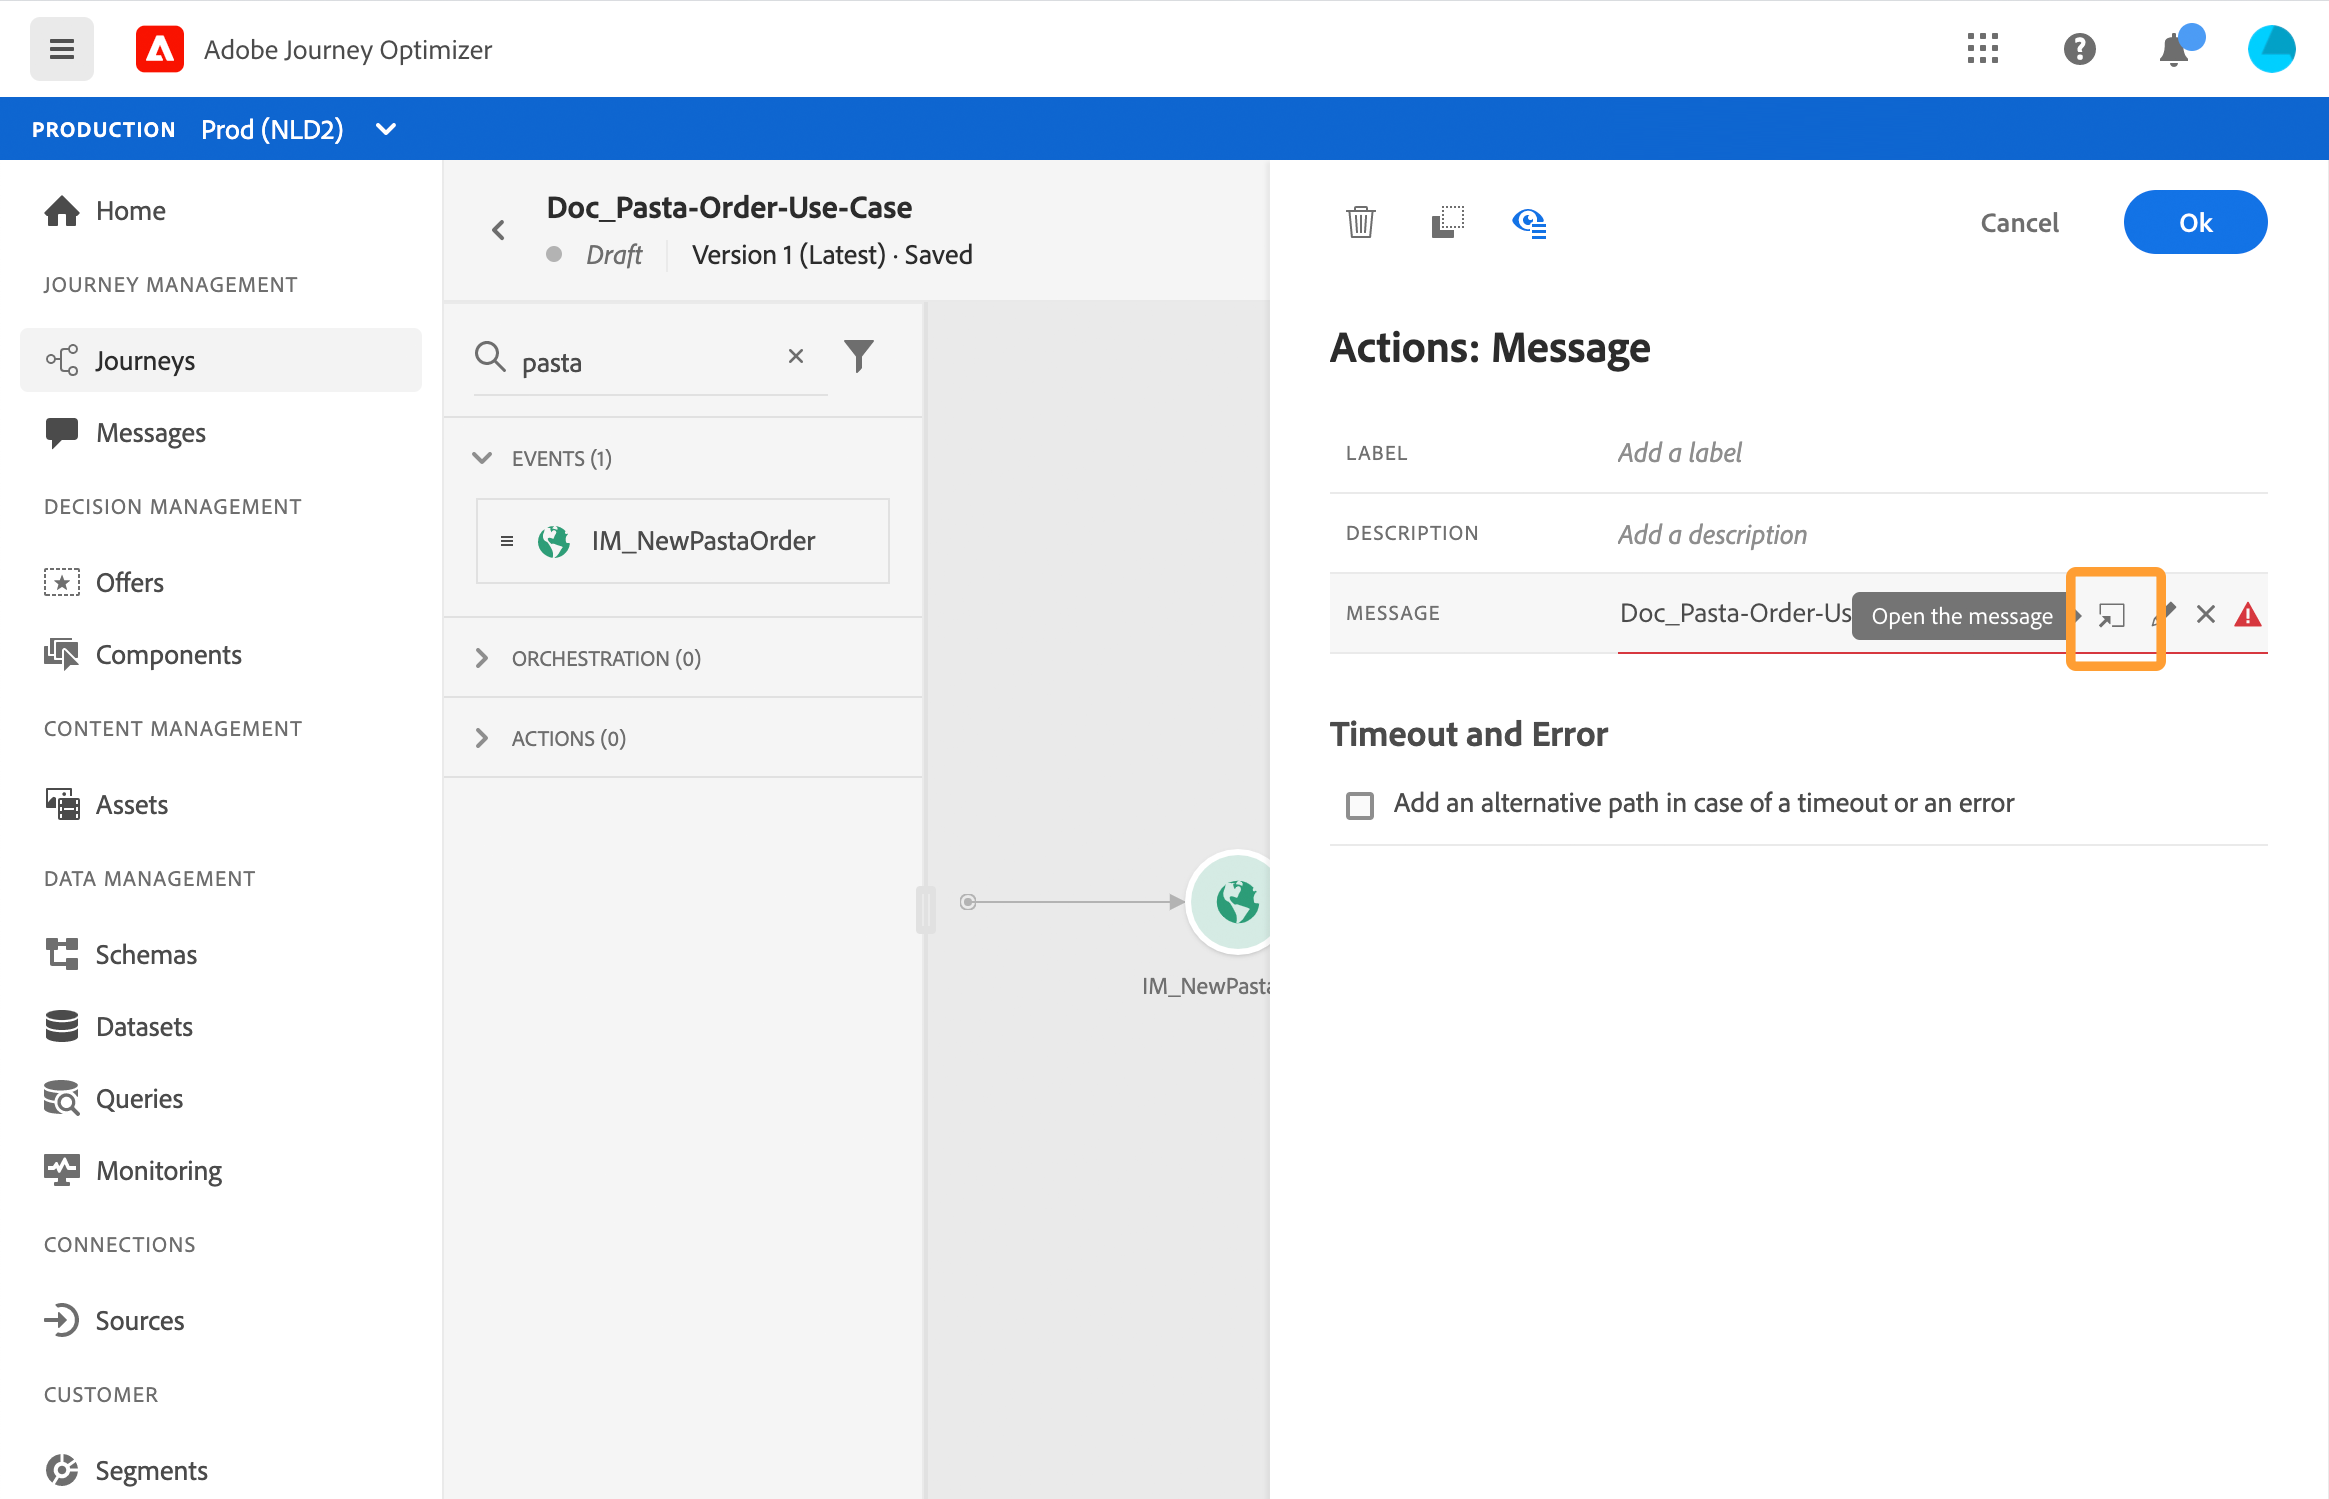 Adobe Journey Optimizer
PRODUCTION Prod (NLD2)
Home
JOURNEY MANAGEMENT
Journeys
Messages
DECISION MANAGEMENT
Offers
Components
CONTENT MANAGEMENT
Assets
DATA MANAGEMENT
Schemas
Datasets
Queries
Monitoring
CONNECTIONS
Sources
CUSTOMER
Segments
Doc_Pasta-Order-Use-Case
Draft Version 1 (Latest) · Saved
pasta
EVENTS (1)
IM_NewPastaOrder
ORCHESTRATION (0)
ACTIONS (0)
IM_NewPasta
Cancel Ok
Actions: Message
LABEL Add a label
DESCRIPTION Add a description
MESSAGE Doc_Pasta-Order-Us Open the message
Timeout and Error
Add an alternative path in case of a timeout or an error